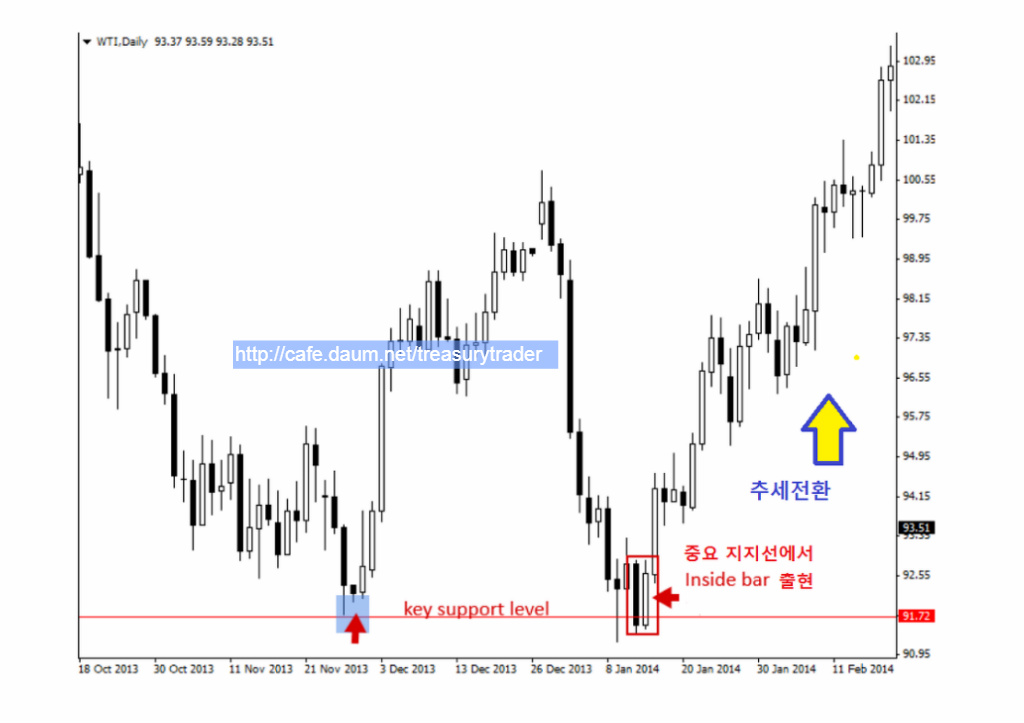 WTI,Daily 93.37 93.59 93.28 93.51
102.95
102.15
101.35
100.55
99.75
98.95
98.15
97.35
http://cafe.daum.net/treasurytrader
96.55
95.75
94.95
추세전환
94.15
93.51
93.35
중요 지지선에서
Inside bar 출현
92.55
key support level
91.72
90.95
18 Oct 2013 30 Oct 2013 11 Nov 2013 21 Nov 2013 3 Dec 2013 13 Dec 2013 26 Dec 2013 8 Jan 2014 20 Jan 2014 30 Jan 2014 11 Feb 2014